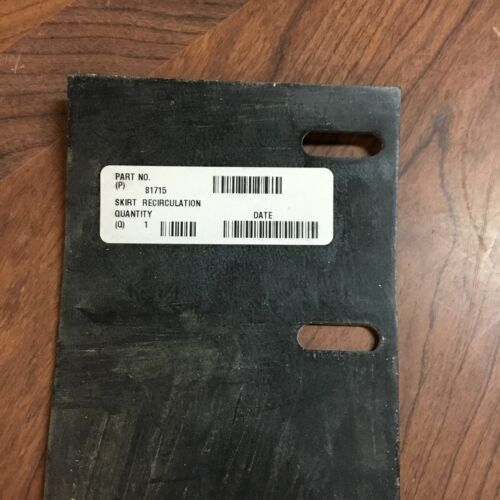 PART NO.
(P) 81715
SKIRT RECIRCULATION
QUANTITY DATE
(Q) 1